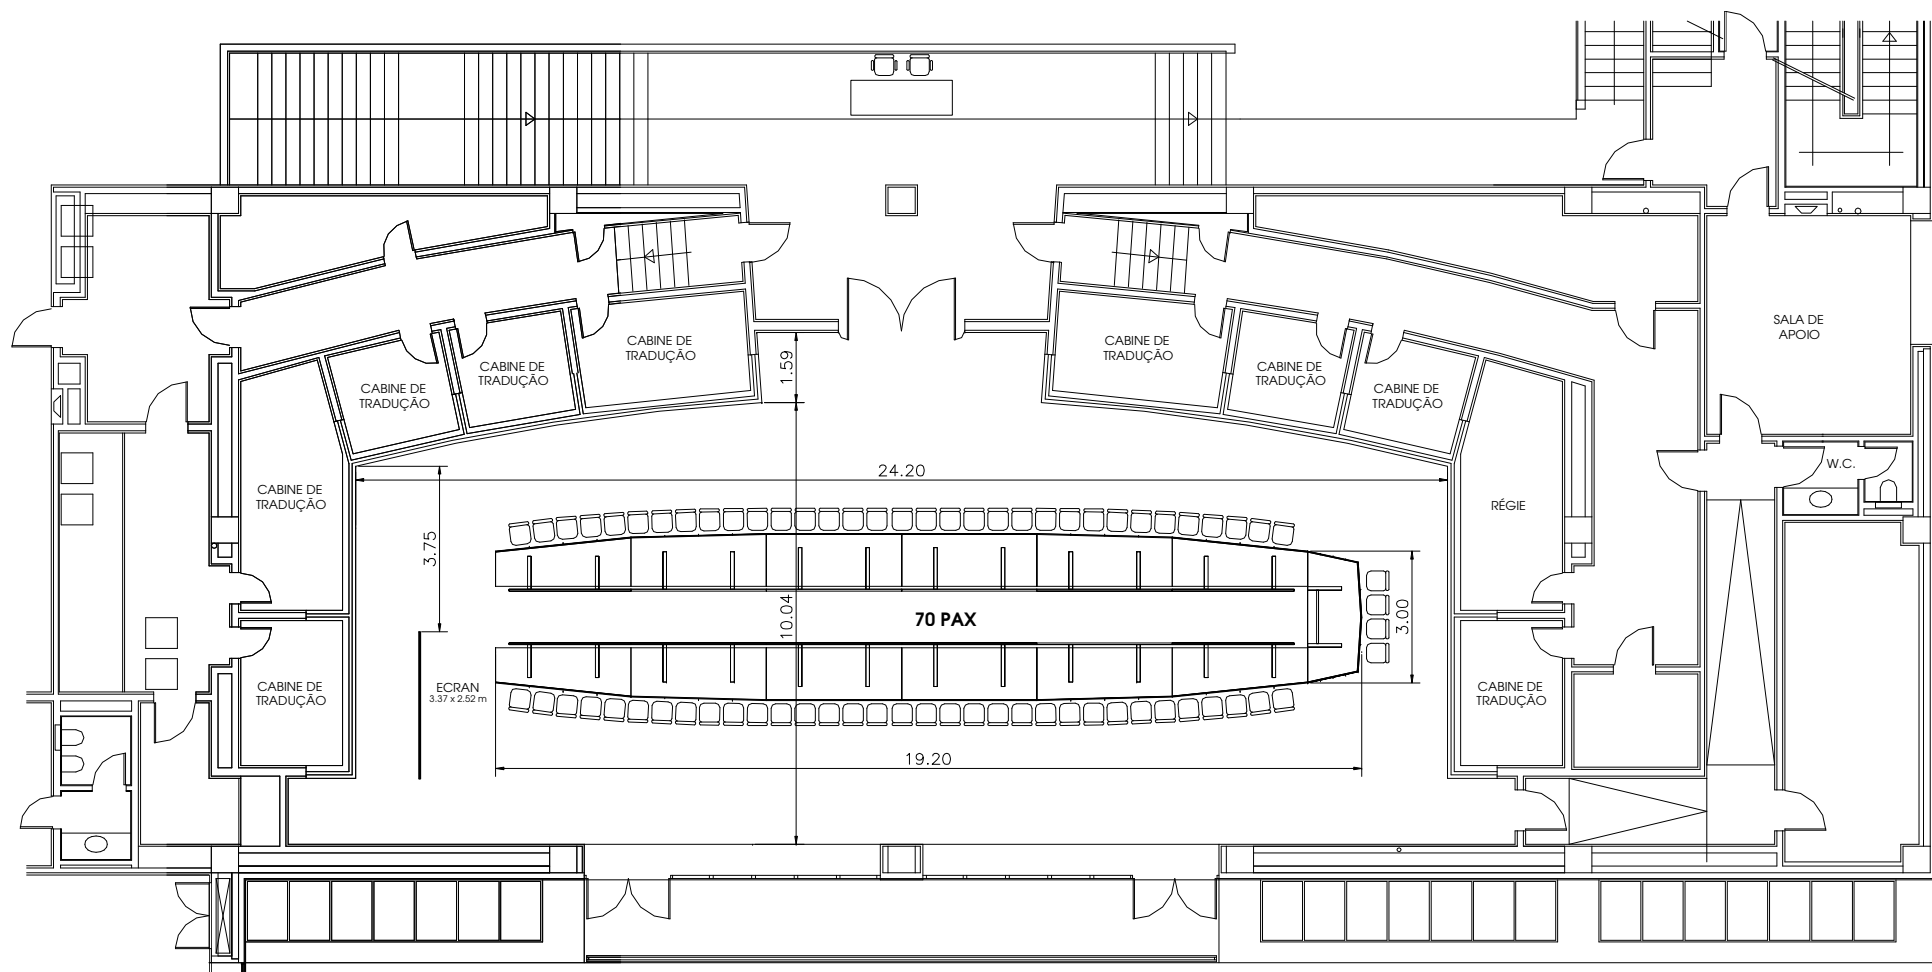 CABINE DE
TRADUÇÃO
CABINE DE
TRADUÇÃO
CABINE DE
TRADUÇÃO
1.59
CABINE DE
TRADUÇÃO
CABINE DE
TRADUÇÃO
CABINE DE
TRADUÇÃO
SALA DE
APOIO
W.C.
24.20
CABINE DE
TRADUÇÃO
3.75
RÉGIE
10.04
70 PAX
3.00
CABINE DE
TRADUÇÃO
ECRAN
3.37 x 2.52 m
CABINE DE
TRADUÇÃO
19.20